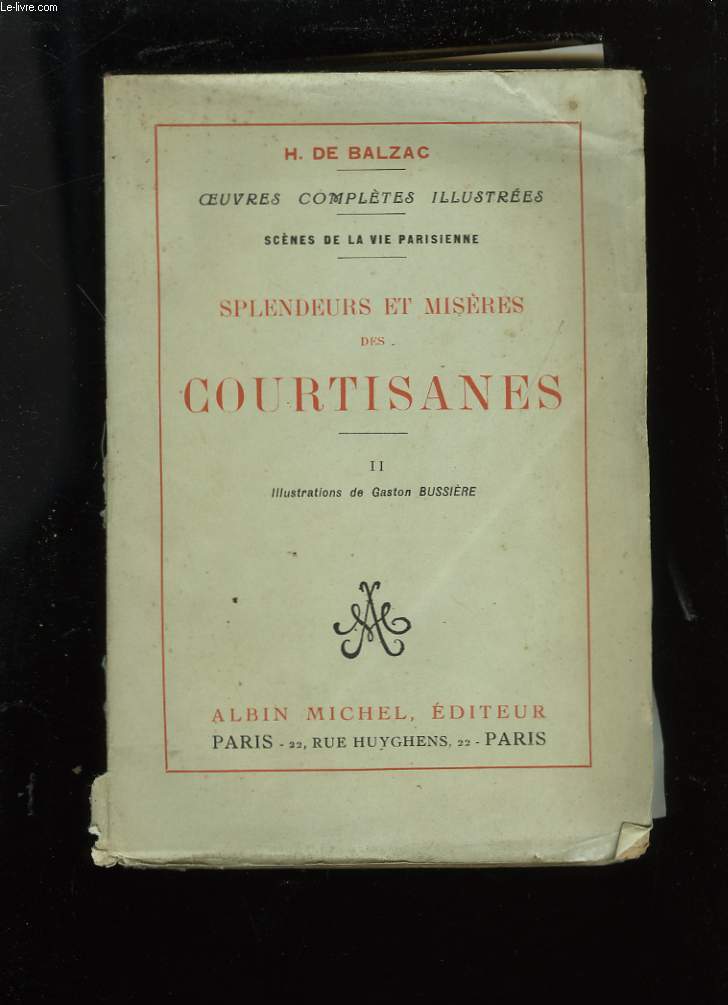 Le-livre.com
H. DE BALZAC
ŒUVRES COMPLÈTES ILLUSTRÉES
SCÈNES DE LA VIE PARISIENNE
SPLENDEURS ET MISÈRES
DES
COURTISANES
II
Illustrations de Gaston BUSSIÈRE
ALBIN MICHEL, ÉDITEUR
PARIS - 22, RUE HUYGHENS, 22 - PARIS